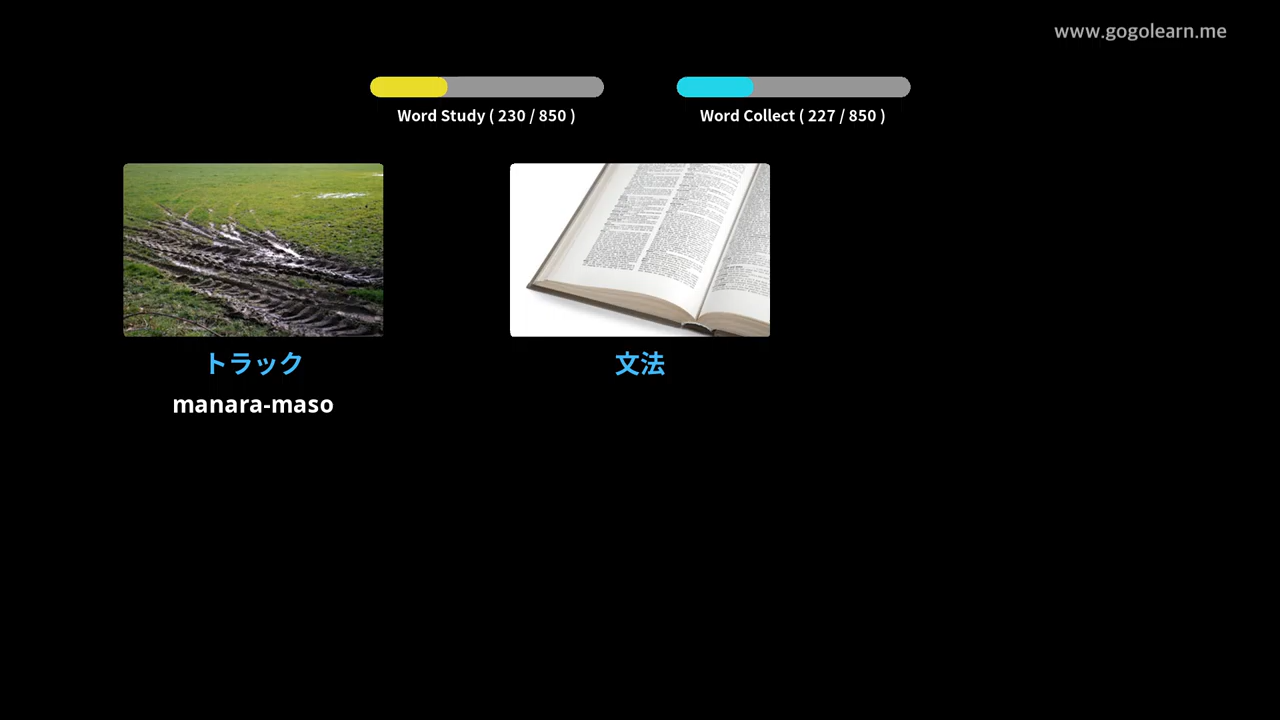 www.gogolearn.me
Word Study ( 230 / 850 )
Word Collect ( 227 / 850 )
トラック
文法
manara-maso